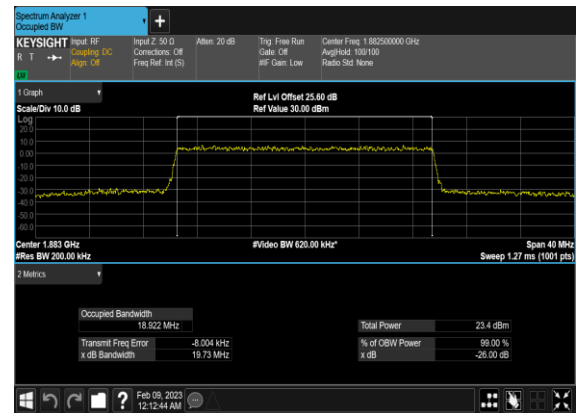 Spectrum Analyzer 1
Occupied BW
KEYSIGHT Input: RF Input Z: 50 Ω Atten: 20 dB Trig: Free Run Center Freq: 1.882500000 GHz
R T Coupling: DC Corrections: Off Gate: Off Avg|Hold: 100/100
Align: Off Freq Ref: Int (S) #IF Gain: Low Radio Std: None
1 Graph
Ref Lvl Offset 25.60 dB
Scale/Div 10.0 dB Ref Value 30.00 dBm
Log
20.0
10.0
0.00
-10.0
-20.0
-30.0
-40.0
-50.0
-60.0
Center 1.883 GHz #Video BW 620.00 kHz* Span 40 MHz
#Res BW 200.00 kHz Sweep 1.27 ms (1001 pts)
2 Metrics
Occupied Bandwidth
18.922 MHz Total Power 23.4 dBm
Transmit Freq Error -8.004 kHz % of OBW Power 99.00 %
x dB Bandwidth 19.73 MHz x dB -26.00 dB
Feb 09, 2023
12:12:44 AM